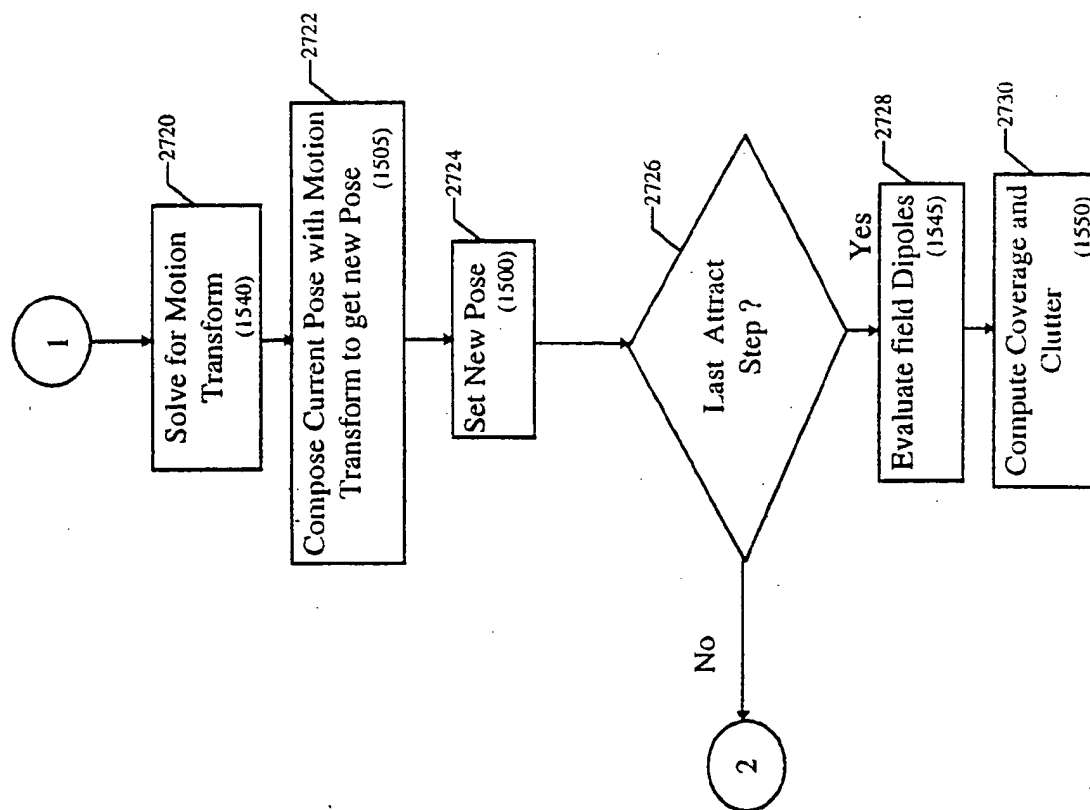 1
2720
Solve for Motion
Transform
(1540)
2722
Compose Current Pose with Motion
Transform to get new Pose
(1505)
2724
Set New Pose
(1500)
2726
Last Attract
Step ?
No
2
Yes
2728
Evaluate field Dipoles
(1545)
2730
Compute Coverage and
Clutter
(1550)